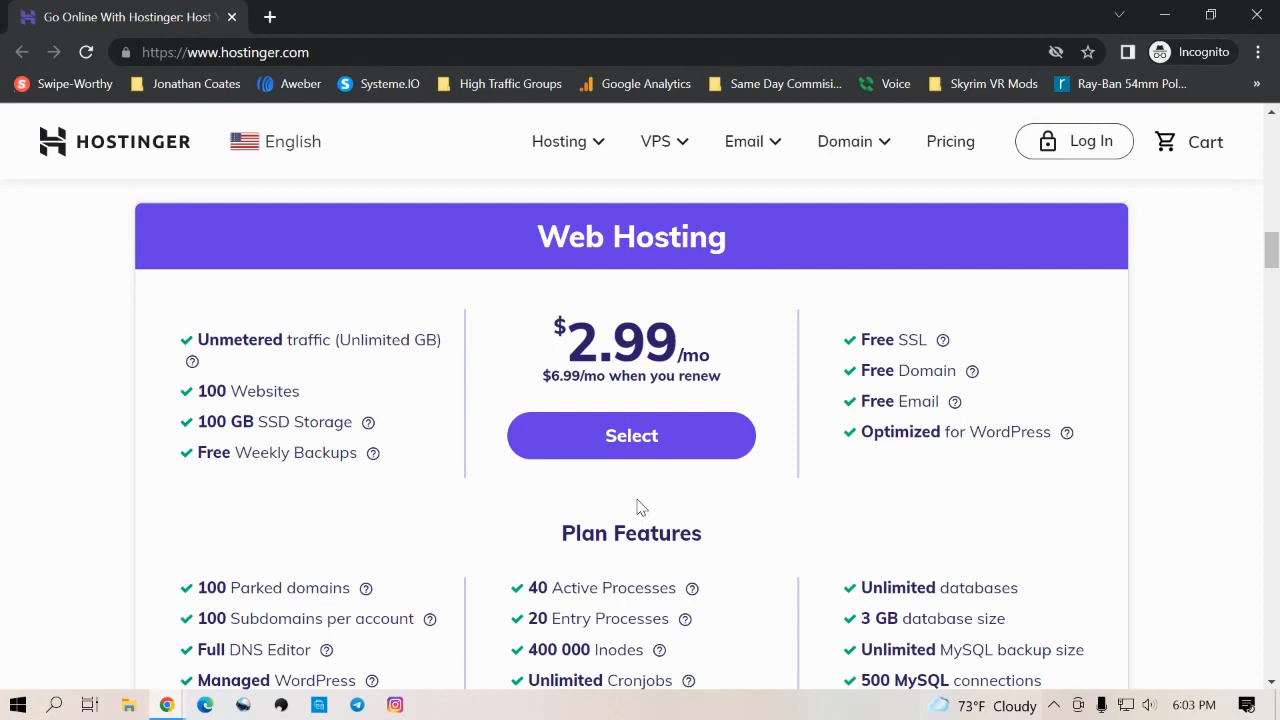 Go Online With Hostinger: Host Y
https://www.hostinger.com
Incognito
Swipe-Worthy
Jonathan Coates
Aweber
Systeme.IO
High Traffic Groups
Google Analytics
Same Day Commisi...
Voice
Skyrim VR Mods
Ray-Ban 54mm Pol...
»
HOSTINGER
English
Hosting
VPS
Email
Domain
Pricing
Log In
Cart
Web Hosting
Unmetered traffic (Unlimited GB)
100 Websites
100 GB SSD Storage
Free Weekly Backups
$2.99/mo
$6.99/mo when you renew
Select
Free SSL
Free Domain
Free Email
Optimized for WordPress
Plan Features
100 Parked domains
100 Subdomains per account
Full DNS Editor
Managed WordPress
40 Active Processes
20 Entry Processes
400 000 Inodes
Unlimited Cronjobs
Unlimited databases
3 GB database size
Unlimited MySQL backup size
500 MySQL connections
73°F Cloudy
6:03 PM